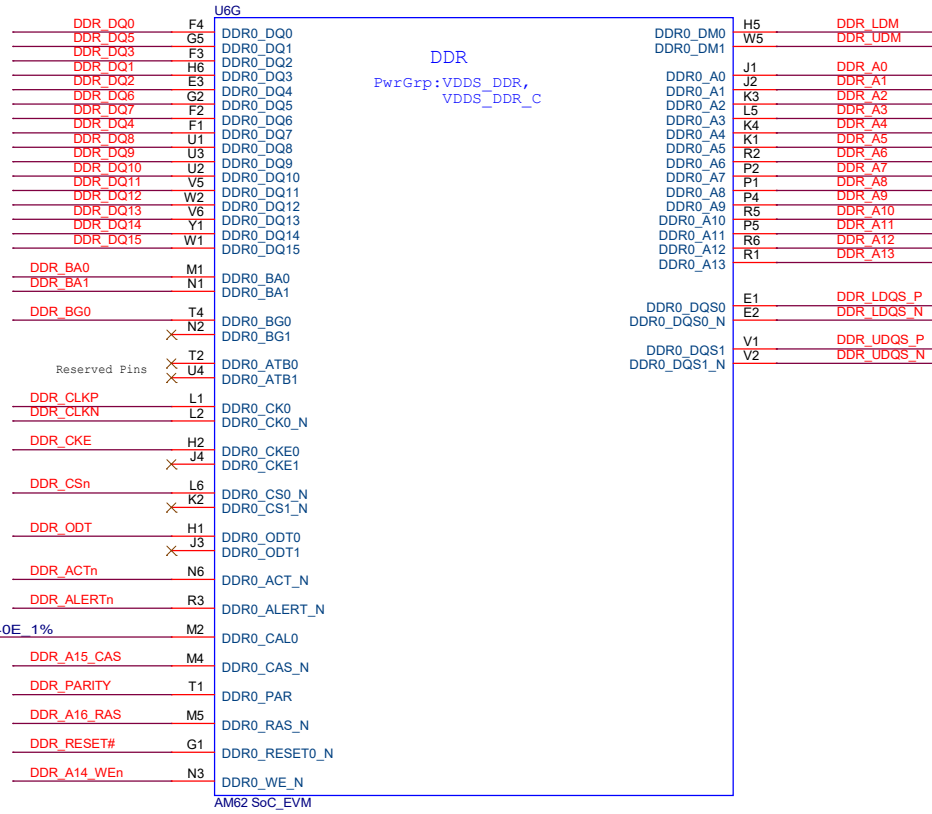 U6G
DDR
PwrGrp:VDDS_DDR,
VDDS_DDR_C
DDR_DQ0 F4 DDR0_DQ0
DDR_DQ5 G5 DDR0_DQ1
DDR_DQ3 F3 DDR0_DQ2
DDR_DQ1 H6 DDR0_DQ3
DDR_DQ2 E3 DDR0_DQ4
DDR_DQ6 G2 DDR0_DQ5
DDR_DQ7 F2 DDR0_DQ6
DDR_DQ4 F1 DDR0_DQ7
DDR_DQ8 U1 DDR0_DQ8
DDR_DQ9 U3 DDR0_DQ9
DDR_DQ10 U2 DDR0_DQ10
DDR_DQ11 V5 DDR0_DQ11
DDR_DQ12 W2 DDR0_DQ12
DDR_DQ13 V6 DDR0_DQ13
DDR_DQ14 Y1 DDR0_DQ14
DDR_DQ15 W1 DDR0_DQ15
DDR_BA0 M1 DDR0_BA0
DDR_BA1 N1 DDR0_BA1
DDR_BG0 T4 DDR0_BG0
N2 DDR0_BG1
T2 DDR0_ATB0
Reserved Pins
U4 DDR0_ATB1
DDR_CLKP L1 DDR0_CK0
DDR_CLKN L2 DDR0_CK0_N
DDR_CKE H2 DDR0_CKE0
J4 DDR0_CKE1
DDR_CSn L6 DDR0_CS0_N
K2 DDR0_CS1_N
DDR_ODT H1 DDR0_ODT0
J3 DDR0_ODT1
DDR_ACTn N6 DDR0_ACT_N
DDR_ALERTn R3 DDR0_ALERT_N
0E_1% M2 DDR0_CAL0
DDR_A15_CAS M4 DDR0_CAS_N
DDR_PARITY T1 DDR0_PAR
DDR_A16_RAS M5 DDR0_RAS_N
DDR_RESET# G1 DDR0_RESET0_N
DDR_A14_WEn N3 DDR0_WE_N
DDR0_DM0 H5 DDR_LDM
DDR0_DM1 W5 DDR_UDM
DDR0_A0 J1 DDR_A0
DDR0_A1 J2 DDR_A1
DDR0_A2 K3 DDR_A2
DDR0_A3 L5 DDR_A3
DDR0_A4 K4 DDR_A4
DDR0_A5 K1 DDR_A5
DDR0_A6 R2 DDR_A6
DDR0_A7 P2 DDR_A7
DDR0_A8 P1 DDR_A8
DDR0_A9 P4 DDR_A9
DDR0_A10 R5 DDR_A10
DDR0_A11 P5 DDR_A11
DDR0_A12 R6 DDR_A12
DDR0_A13 R1 DDR_A13
DDR0_DQS0 E1 DDR_LDQS_P
DDR0_DQS0_N E2 DDR_LDQS_N
DDR0_DQS1 V1 DDR_UDQS_P
DDR0_DQS1_N V2 DDR_UDQS_N
AM62 SoC_EVM